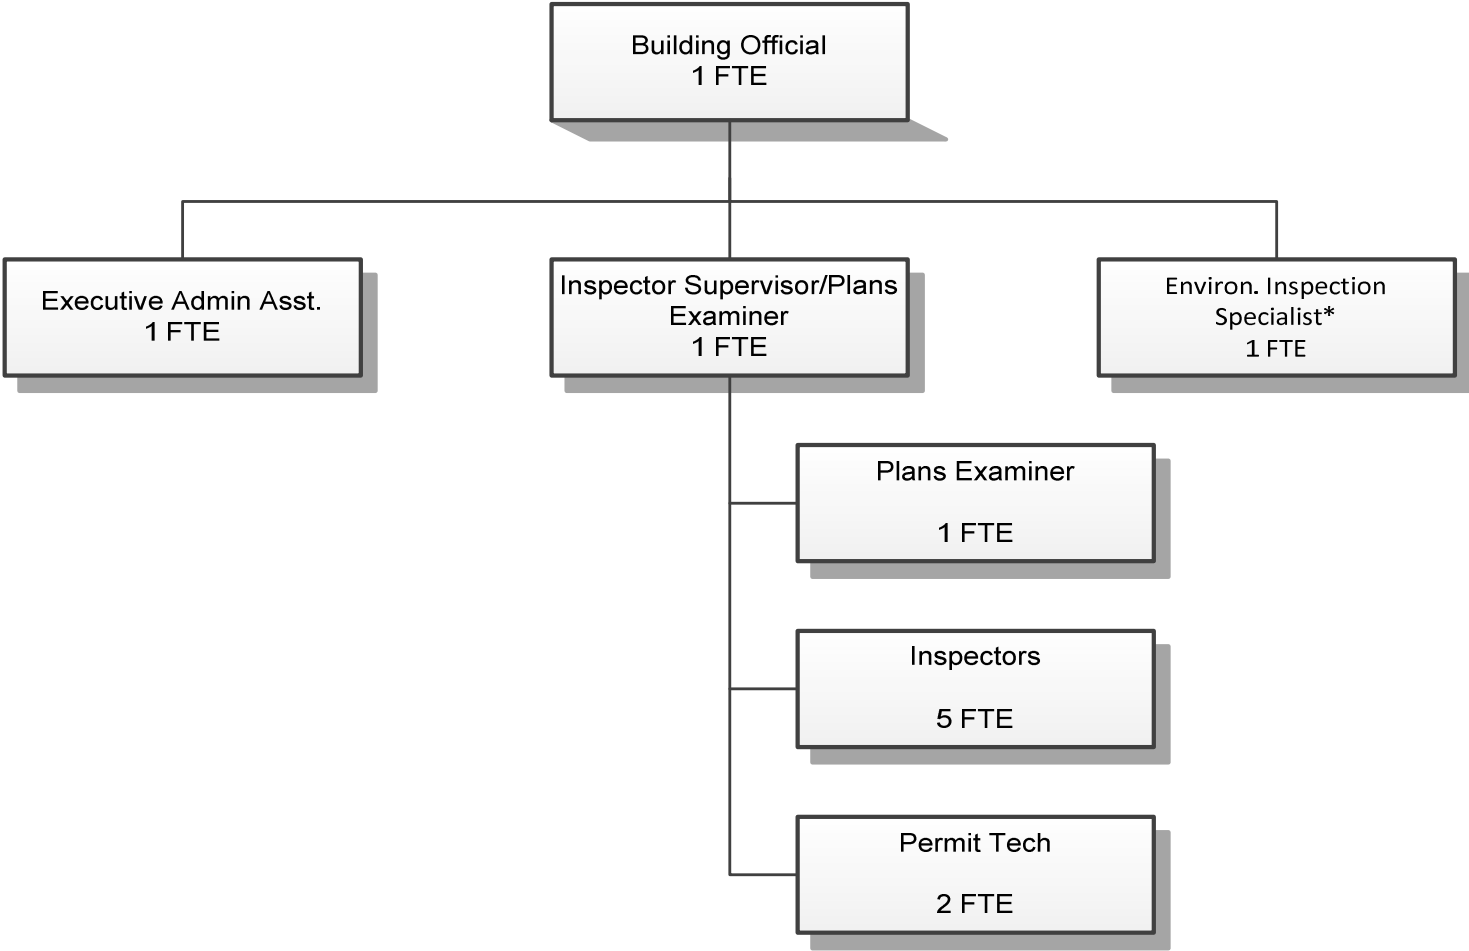 Building Official
1 FTE
Executive Admin Asst.
1 FTE
Inspector Supervisor/Plans
Examiner
1 FTE
Environ. Inspection
Specialist*
1 FTE
Plans Examiner
1 FTE
Inspectors
5 FTE
Permit Tech
2 FTE